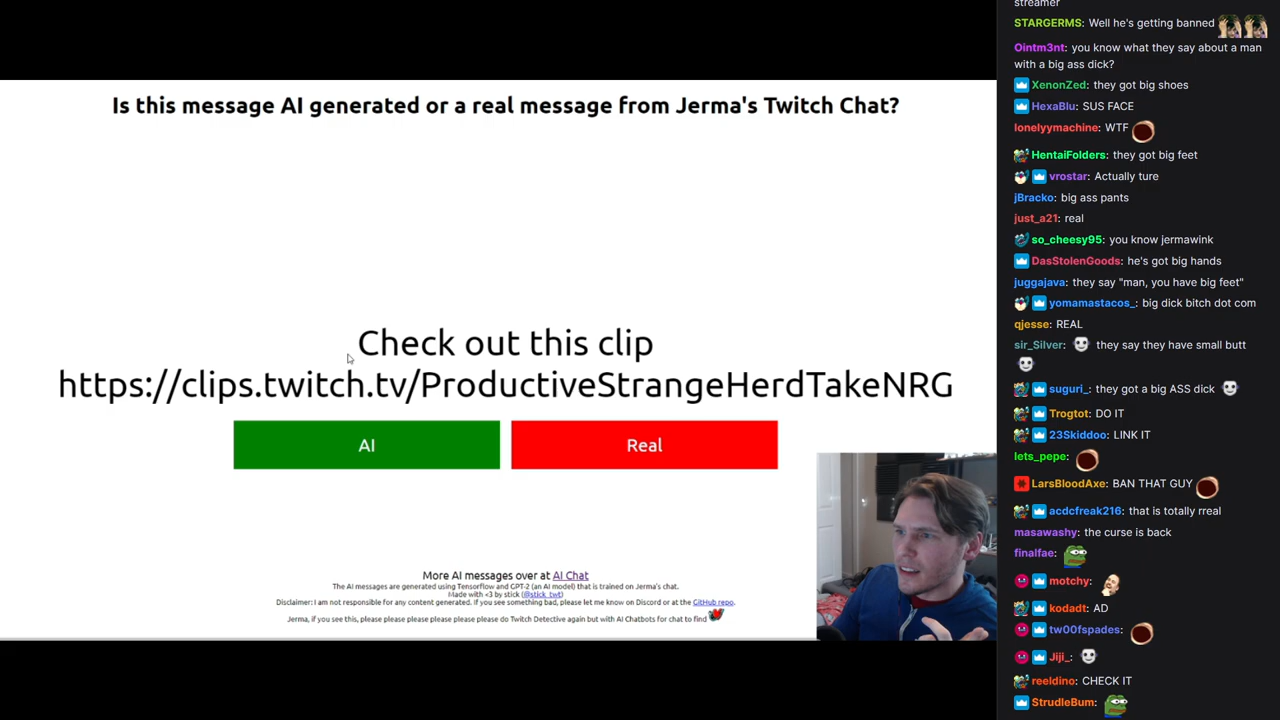 Is this message AI generated or a real message from Jerma's Twitch Chat?
Check out this clip
https://clips.twitch.tv/ProductiveStrangeHerdTakeNRG
AI
Real
More AI messages over at AI Chat
The AI messages are generated using Tensorflow and GPT-2 (an AI model) that is trained on Jerma's chat.
Made with <3 by stick (@stick_twt)
Disclaimer: I am not responsible for any content generated. If you see something bad, please let me know on Discord or at the GitHub repo.
Jerma, if you see this, please please please please please please do Twitch Detective again but with AI Chatbots for chat to find
streamer
STARGERMS: Well he's getting banned
Ointm3nt: you know what they say about a man
with a big ass dick?
XenonZed: they got big shoes
HexaBlu: SUS FACE
lonelyymachine: WTF
HentaiFolders: they got big feet
vrostar: Actually ture
jBracko: big ass pants
just_a21: real
so_cheesy95: you know jermawink
DasStolenGoods: he's got big hands
juggajava: they say "man, you have big feet"
yomamastacos_: big dick bitch dot com
qjesse: REAL
sir_Silver: they say they have small butt
suguri_: they got a big ASS dick
Trogtot: DO IT
23Skiddoo: LINK IT
lets_pepe:
LarsBloodAxe: BAN THAT GUY
acdcfreak216: that is totally rreal
masawashy: the curse is back
finalfae:
motchy:
kodadt: AD
tw00fspades:
Jiji_:
reeldino: CHECK IT
StrudleBum: